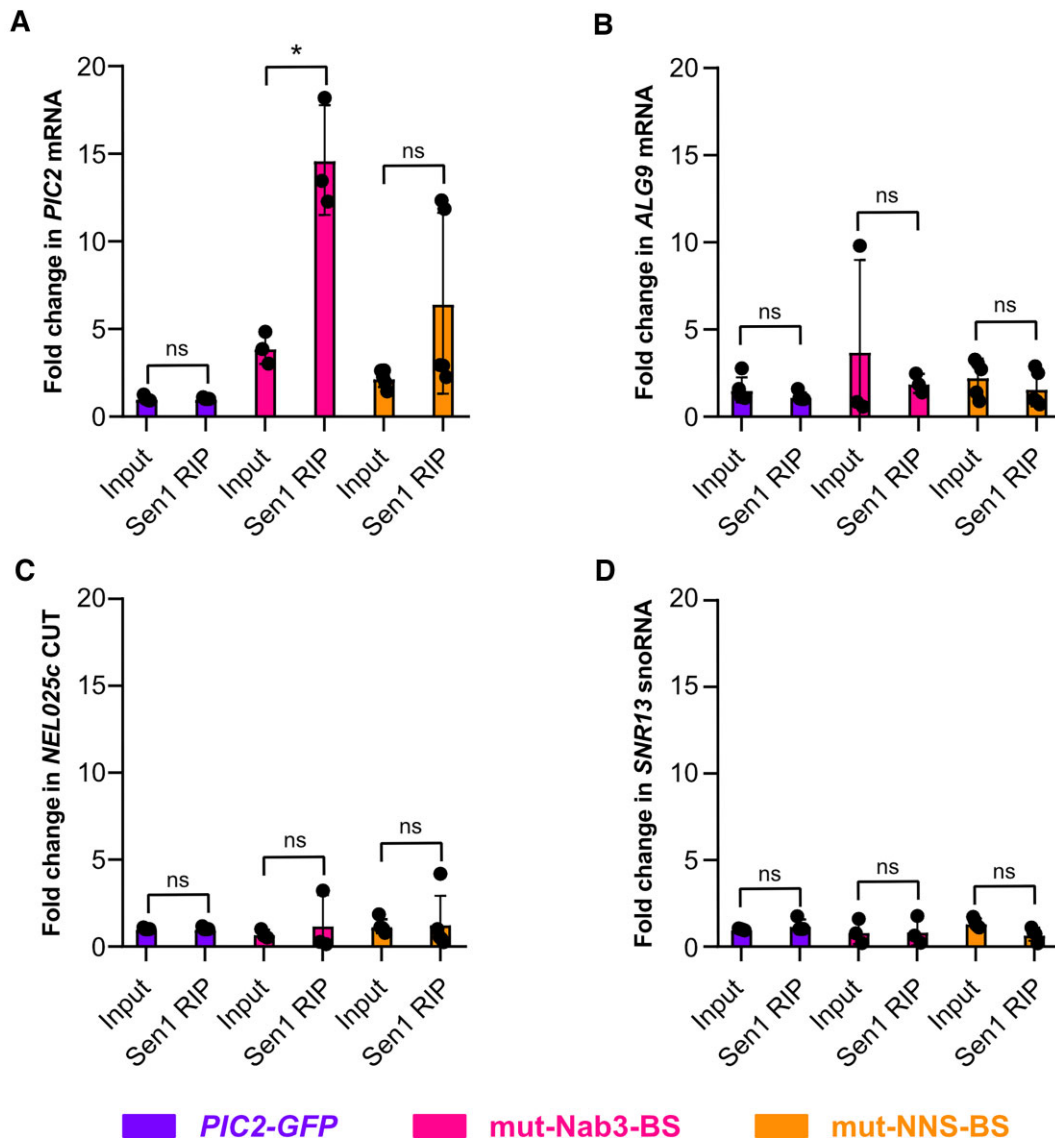 A
Fold change in PIC2 mRNA
20
15
10
5
0
ns
*
ns
Input
Sen1 RIP
Input
Sen1 RIP
Input
Sen1 RIP
B
Fold change in ALG9 mRNA
20
15
10
5
0
ns
ns
ns
Input
Sen1 RIP
Input
Sen1 RIP
Input
Sen1 RIP
C
Fold change in NEL025c CUT
20
15
10
5
0
ns
ns
ns
Input
Sen1 RIP
Input
Sen1 RIP
Input
Sen1 RIP
D
Fold change in SNR13 snoRNA
20
15
10
5
0
ns
ns
ns
Input
Sen1 RIP
Input
Sen1 RIP
Input
Sen1 RIP
PIC2-GFP
mut-Nab3-BS
mut-NNS-BS